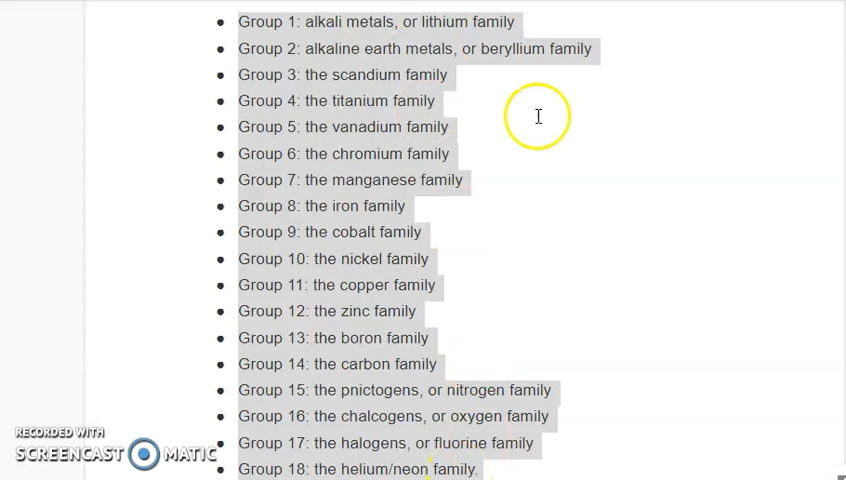 Group 1: alkali metals, or lithium family
Group 2: alkaline earth metals, or beryllium family
Group 3: the scandium family
Group 4: the titanium family
Group 5: the vanadium family
Group 6: the chromium family
Group 7: the manganese family
Group 8: the iron family
Group 9: the cobalt family
Group 10: the nickel family
Group 11: the copper family
Group 12: the zinc family
Group 13: the boron family
Group 14: the carbon family
Group 15: the pnictogens, or nitrogen family
Group 16: the chalcogens, or oxygen family
Group 17: the halogens, or fluorine family
Group 18: the helium/neon family.
RECORDED WITH
SCREENCAST MATIC